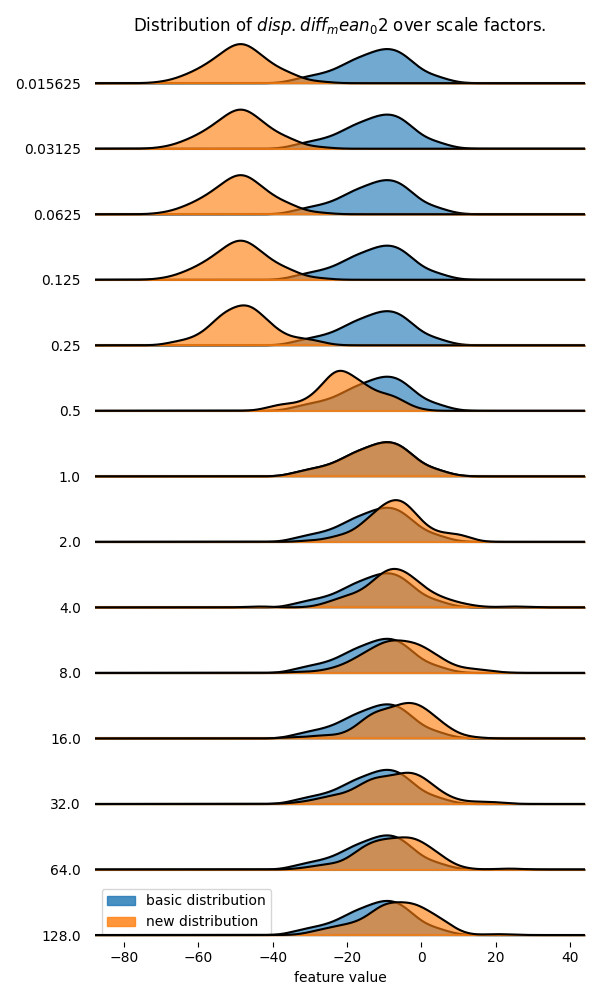 Distribution of disp.diff_mean_02 over scale factors.
0.015625
0.03125
0.0625
0.125
0.25
0.5
1.0
2.0
4.0
8.0
16.0
32.0
64.0
basic distribution
new distribution
128.0
−80 −60 −40 −20 0 20 40
feature value